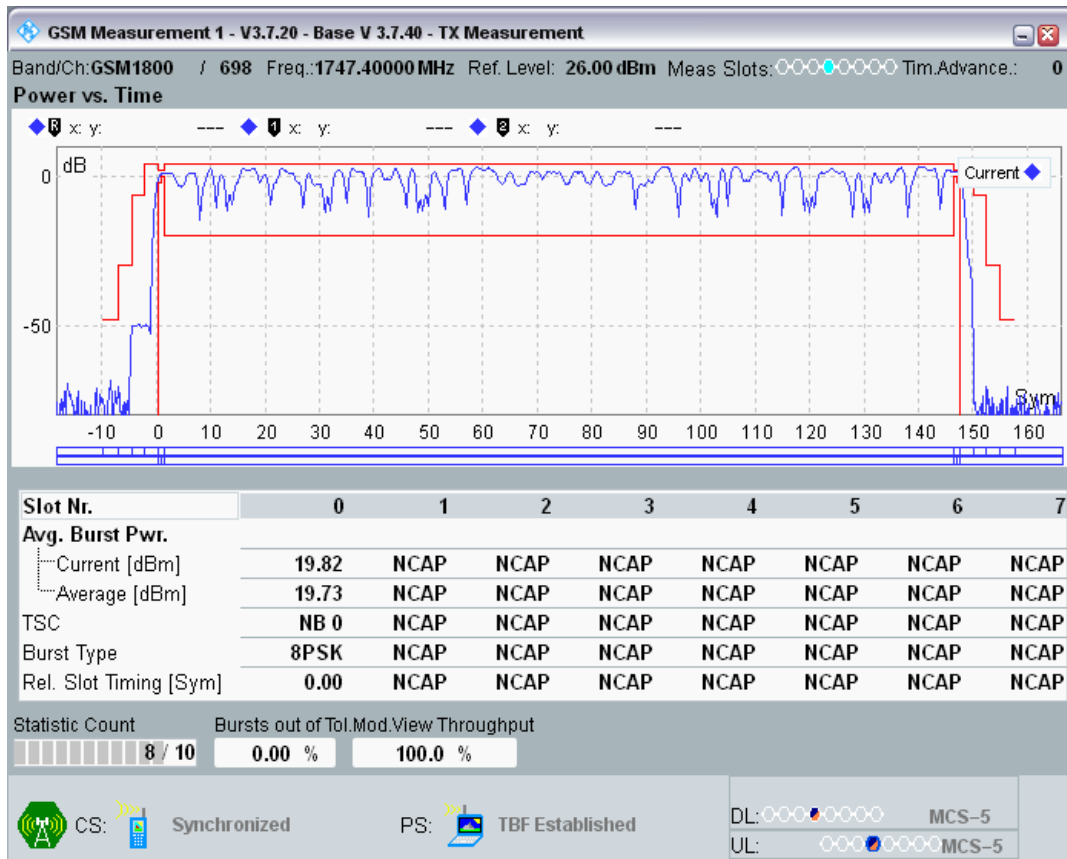 GSM Measurement 1 - V3.7.20 - Base V 3.7.40 - TX Measurement
Band/Ch:GSM1800 / 698 Freq.:1747.40000 MHz Ref. Level: 26.00 dBm Meas Slots: Tim.Advance.: 0
Power vs. Time
R x: y: --- 1 x: y: --- 2 x: y: ---
dB
Current
0
-50
Sym
-10 0 10 20 30 40 50 60 70 80 90 100 110 120 130 140 150 160
Slot Nr. 0 1 2 3 4 5 6 7
Avg. Burst Pwr.
Current [dBm] 19.82 NCAP NCAP NCAP NCAP NCAP NCAP NCAP
Average [dBm] 19.73 NCAP NCAP NCAP NCAP NCAP NCAP NCAP
TSC NB 0 NCAP NCAP NCAP NCAP NCAP NCAP NCAP
Burst Type 8PSK NCAP NCAP NCAP NCAP NCAP NCAP NCAP
Rel. Slot Timing [Sym] 0.00 NCAP NCAP NCAP NCAP NCAP NCAP NCAP
Statistic Count Bursts out of Tol. Mod.View Throughput
8 / 10 0.00 % 100.0 %
CS: Synchronized PS: TBF Established
DL: MCS-5
UL: MCS-5